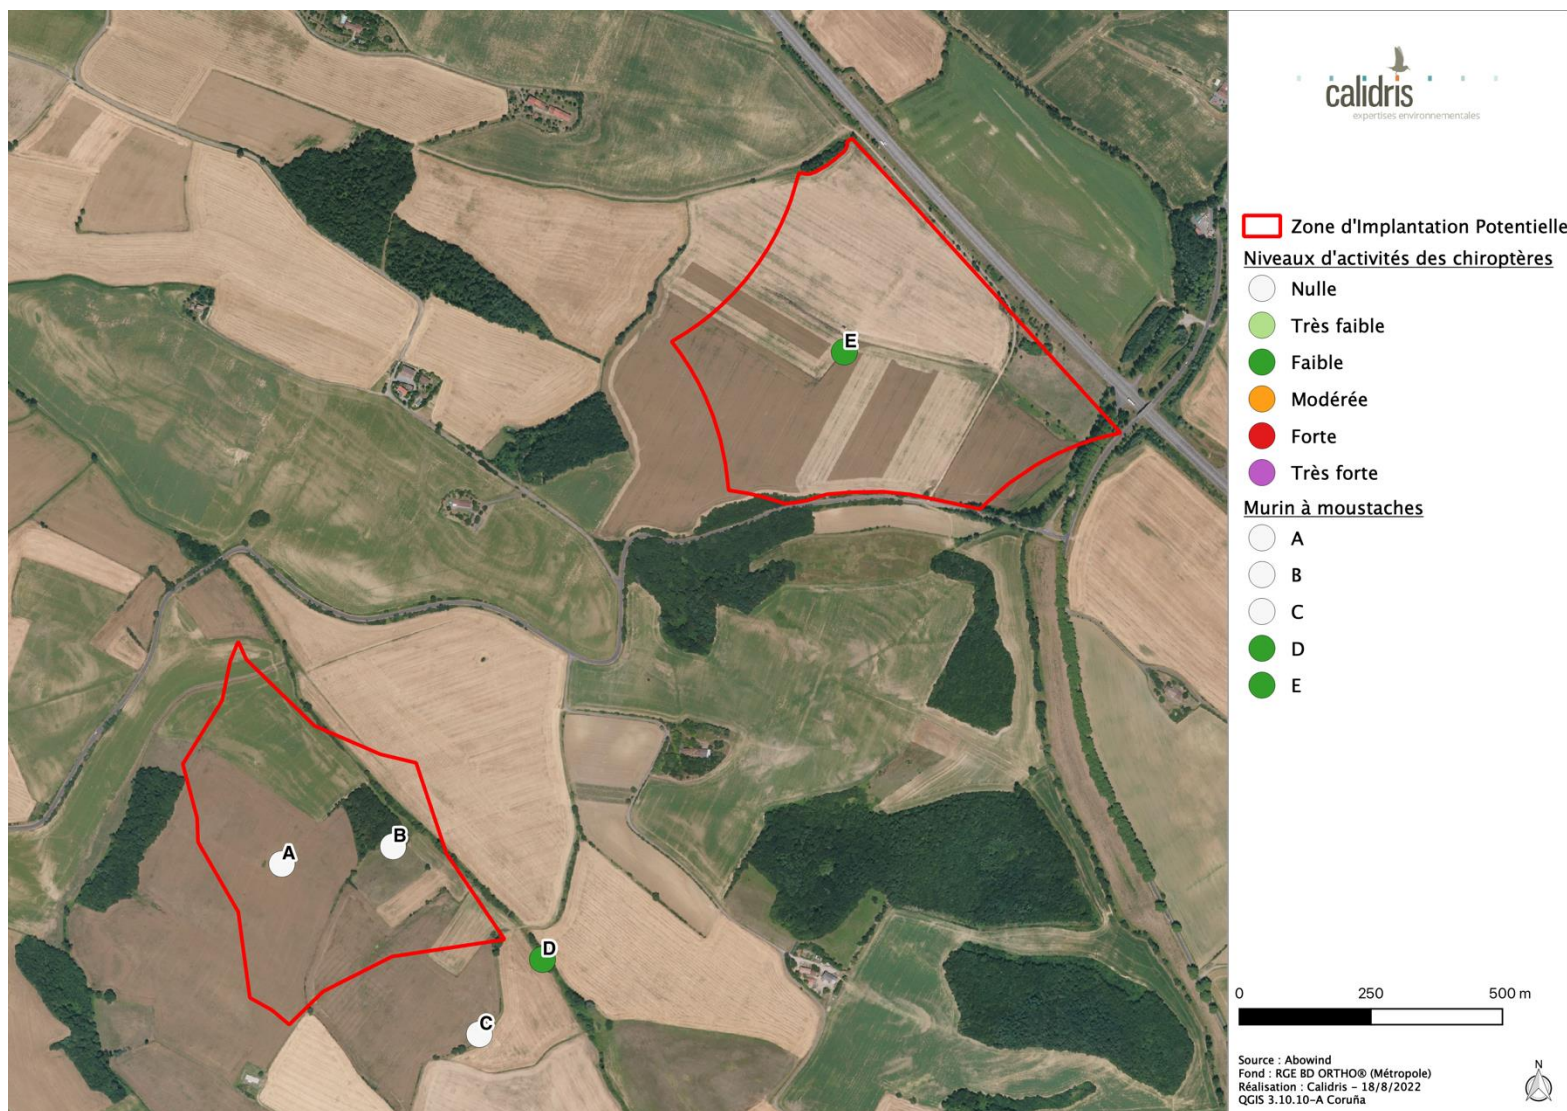 calidris
expertises environnementales
Zone d'Implantation Potentielle
Niveaux d'activités des chiroptères
Nulle
Très faible
Faible
Modérée
Forte
Très forte
Murin à moustaches
A
B
C
D
E
E
B
A
D
C
0 250 500 m
Source : Abowind
Fond : RGE BD ORTHO® (Métropole)
Réalisation : Calidris - 18/8/2022
QGIS 3.10.10-A Coruña
N